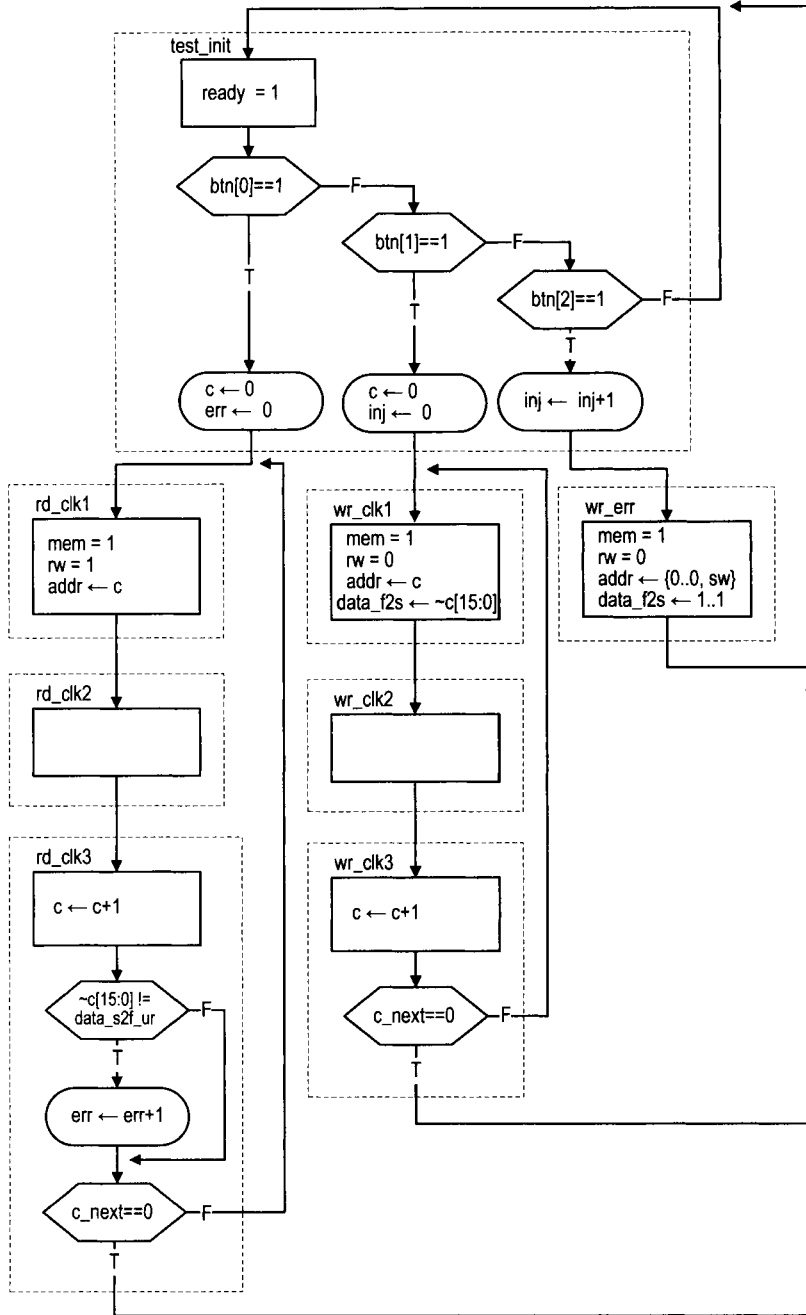 test_init
ready = 1
btn[0]==1
F
btn[1]==1
F
btn[2]==1
F
T
T
T
c ← 0
err ← 0
c ← 0
inj ← 0
inj ← inj+1
rd_clk1
mem = 1
rw = 1
addr ← c
wr_clk1
mem = 1
rw = 0
addr ← c
data_f2s ← ~c[15:0]
wr_err
mem = 1
rw = 0
addr ← {0..0, sw}
data_f2s ← 1..1
rd_clk2
wr_clk2
rd_clk3
c ← c+1
~c[15:0] !=
data_s2f_ur
F
T
err ← err+1
c_next==0
F
T
wr_clk3
c ← c+1
c_next==0
F
T